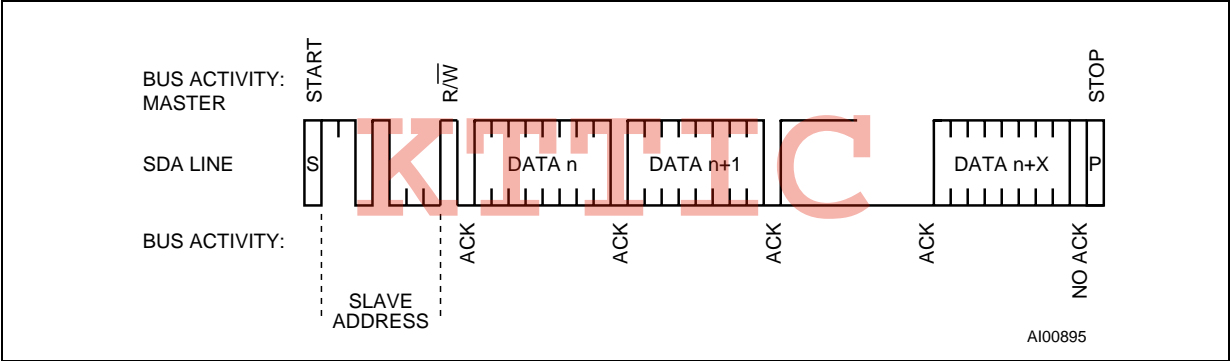 START
R/W
STOP
BUS ACTIVITY:
MASTER
SDA LINE
S
DATA n
DATA n+1
DATA n+X
P
BUS ACTIVITY:
ACK
ACK
ACK
ACK
NO ACK
SLAVE
ADDRESS
AI00895
KTTIC